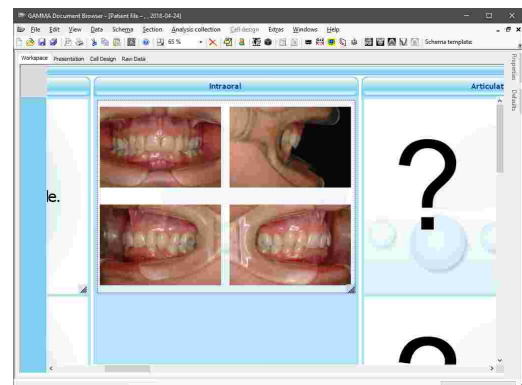 GAMMA Document Browser - [Patient file - , , 2018-04-24]
File Edit View Data Schema Section Analysis collection Cell design Extras Windows Help
65 % Schema template:
Workspace Presentation Cell Design Raw Data
Properties
Defaults
Intraoral
Articulat
le.
?